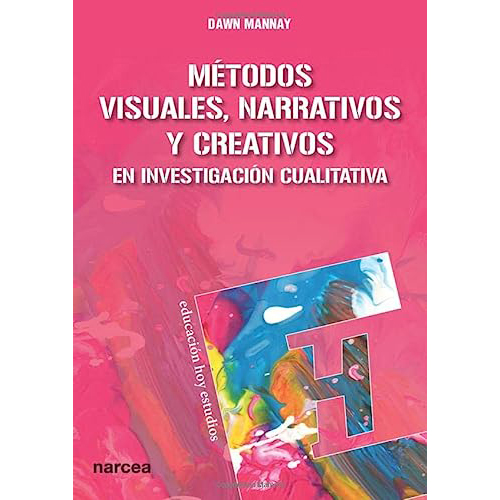 DAWN MANNAY
MÉTODOS
VISUALES, NARRATIVOS
Y CREATIVOS
EN INVESTIGACIÓN CUALITATIVA
educación hoy estudios
narcea